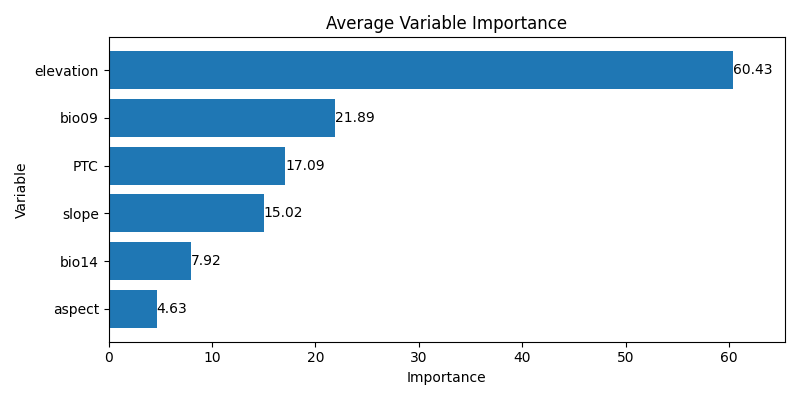 Average Variable Importance
Variable
elevation 60.43
bio09 21.89
PTC 17.09
slope 15.02
bio14 7.92
aspect 4.63
0 10 20 30 40 50 60
Importance